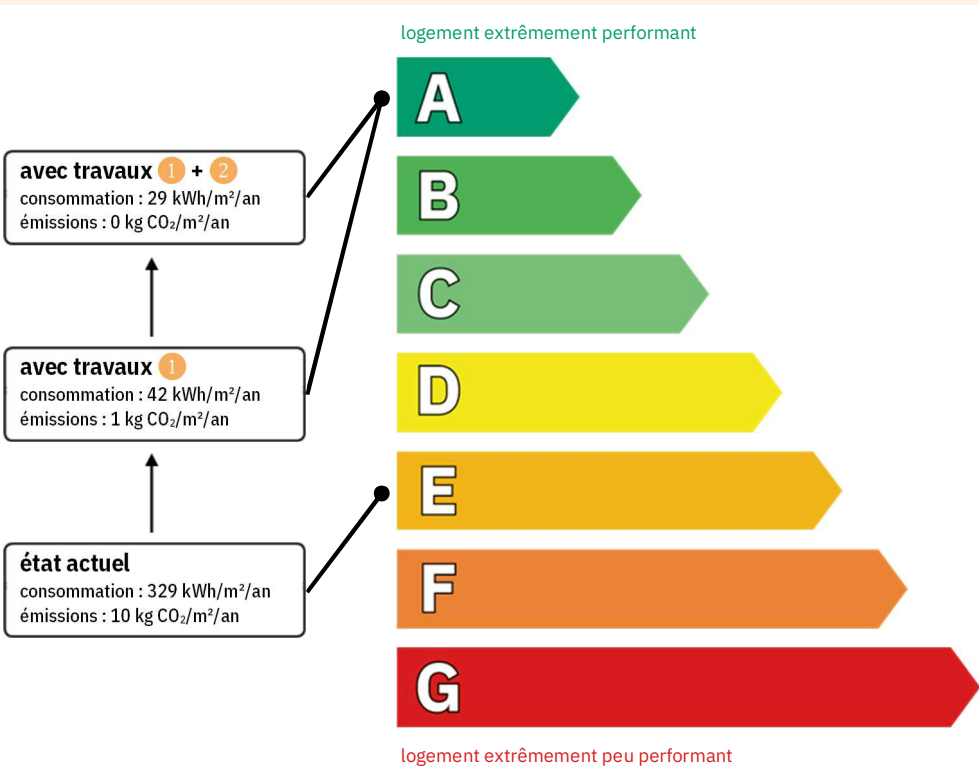 logement extrêmement performant
A
avec travaux 1 + 2
consommation : 29 kWh/m²/an
émissions : 0 kg CO₂/m²/an
B
C
avec travaux 1
consommation : 42 kWh/m²/an
émissions : 1 kg CO₂/m²/an
D
E
état actuel
consommation : 329 kWh/m²/an
émissions : 10 kg CO₂/m²/an
F
G
logement extrêmement peu performant